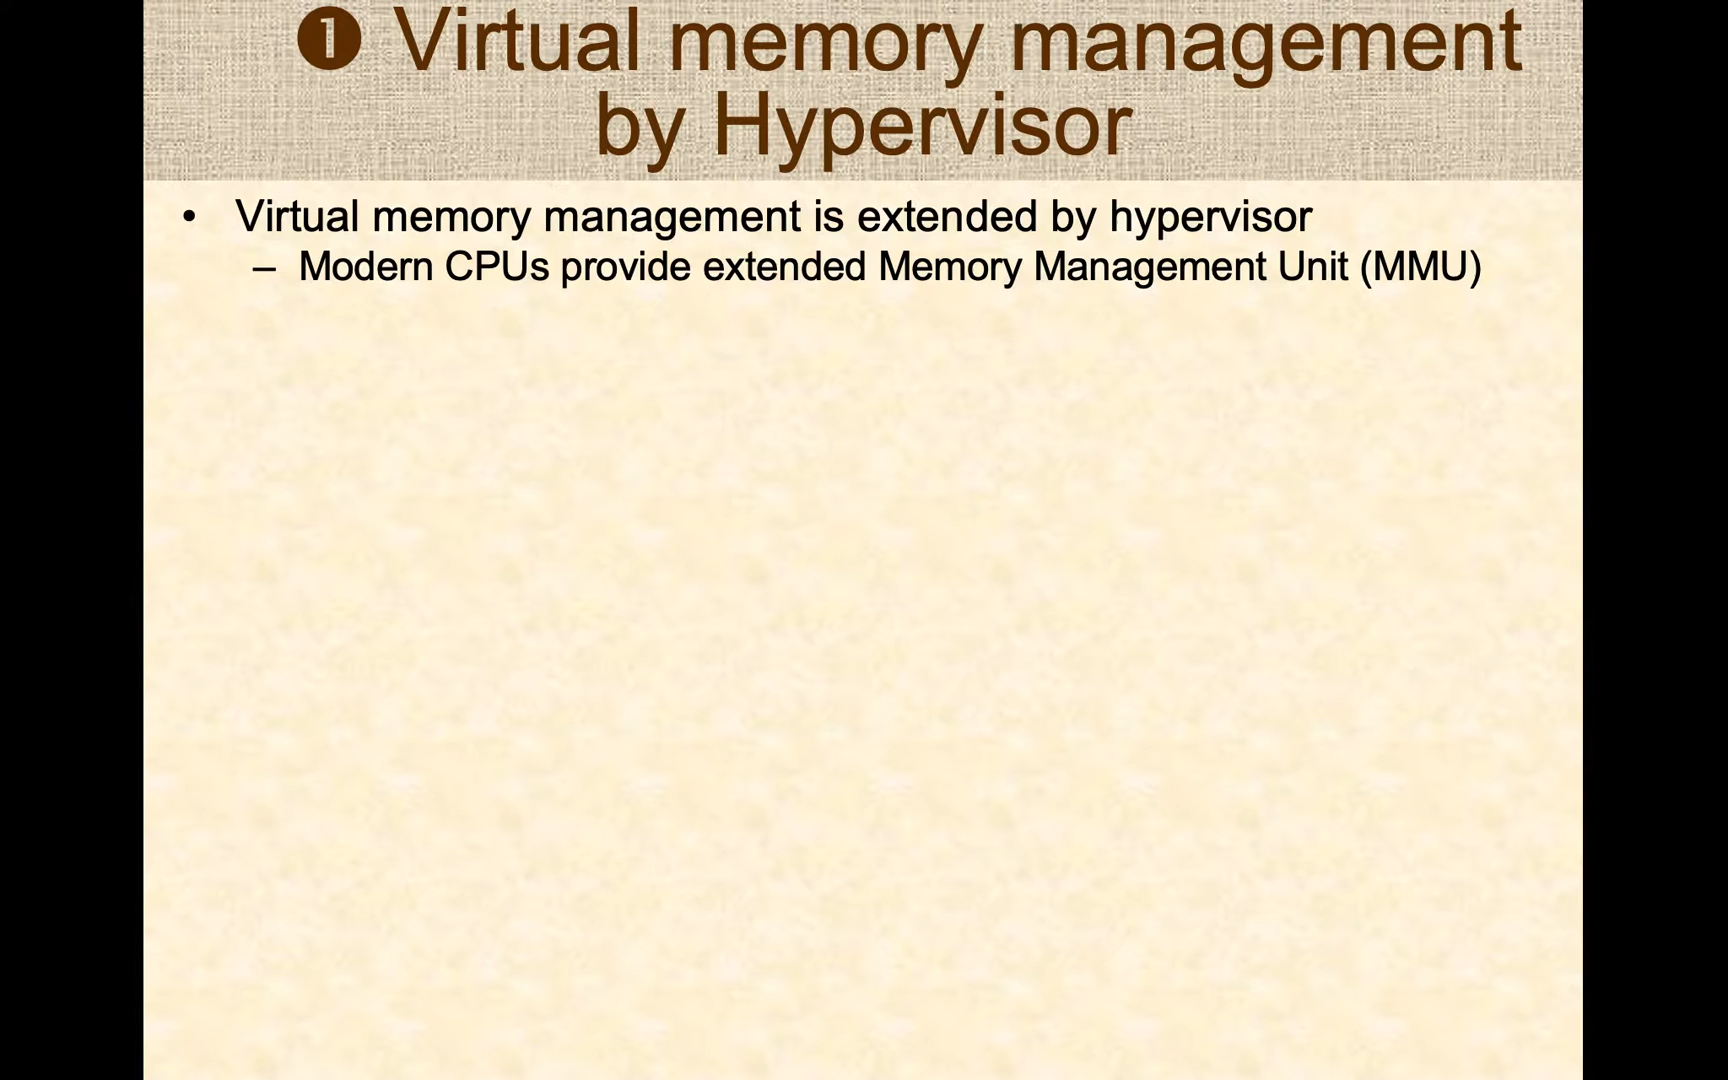 ❶ Virtual memory management
by Hypervisor
• Virtual memory management is extended by hypervisor
– Modern CPUs provide extended Memory Management Unit (MMU)